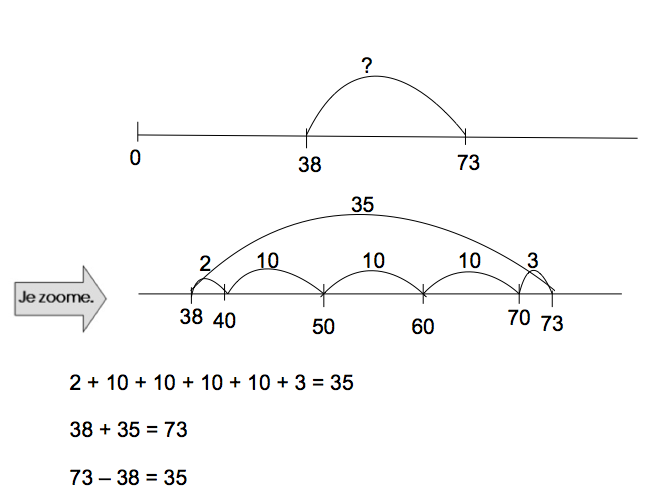 ?
0
38
73
35
2 10 10 10 3
Je zoome.
38 40 50 60 70 73
2 + 10 + 10 + 10 + 10 + 3 = 35
38 + 35 = 73
73 – 38 = 35